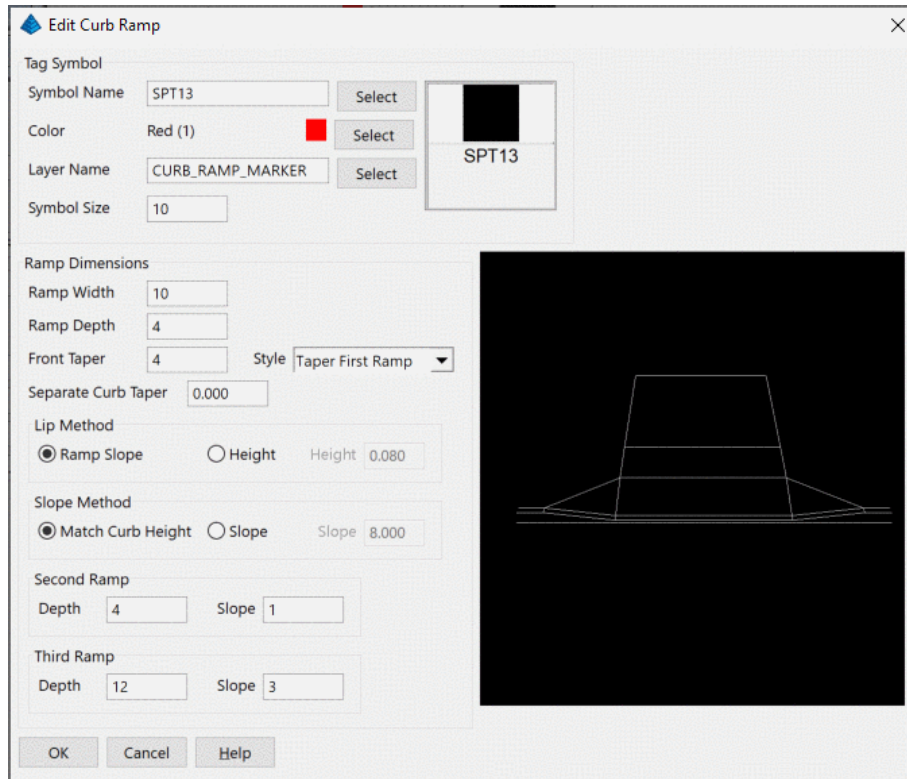 Edit Curb Ramp
Tag Symbol
Symbol Name SPT13 Select
Color Red (1) Select
SPT13
Layer Name CURB_RAMP_MARKER Select
Symbol Size 10
Ramp Dimensions
Ramp Width 10
Ramp Depth 4
Front Taper 4 Style Taper First Ramp
Separate Curb Taper 0.000
Lip Method
Ramp Slope Height Height 0.080
Slope Method
Match Curb Height Slope Slope 8.000
Second Ramp
Depth 4 Slope 1
Third Ramp
Depth 12 Slope 3
OK Cancel Help